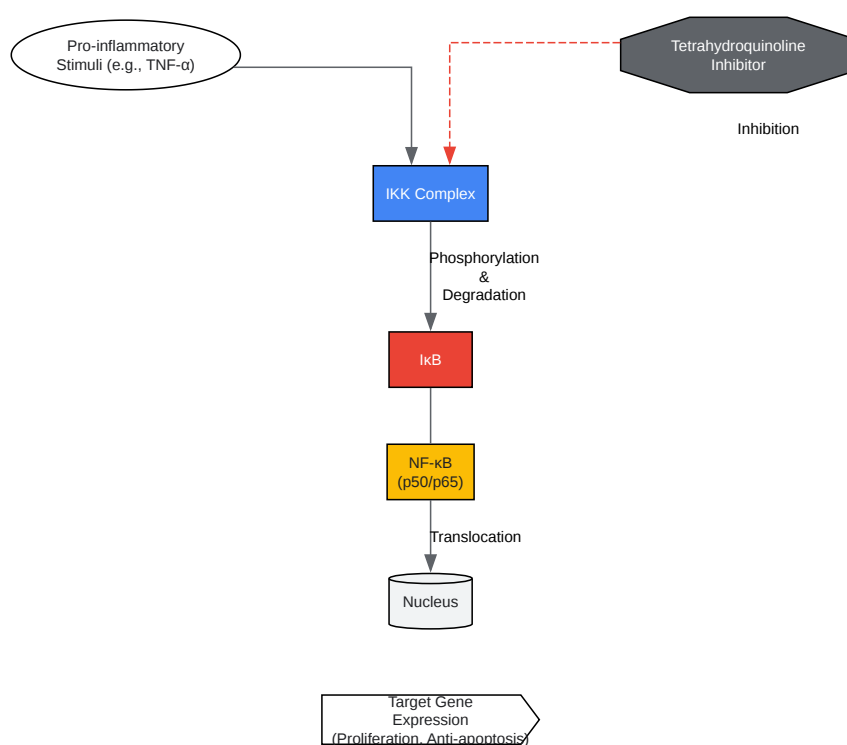 Pro-inflammatory
Stimuli (e.g., TNF-α)
Tetrahydroquinoline
Inhibitor
Inhibition
IKK Complex
Phosphorylation
&
Degradation
IκB
NF-κB
(p50/p65)
Translocation
Nucleus
Target Gene
Expression
(Proliferation, Anti-apoptosis)